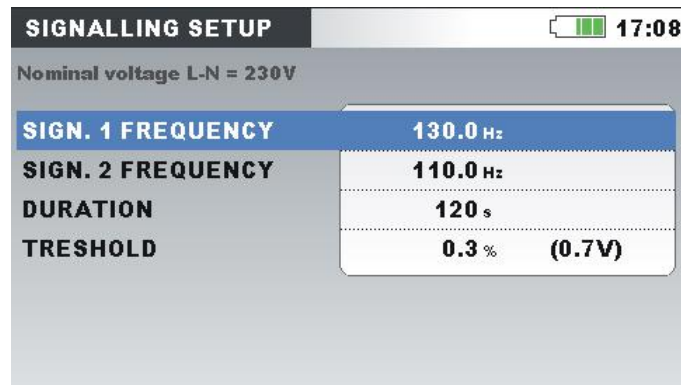 SIGNALLING SETUP 17:08
Nominal voltage L-N = 230V
SIGN. 1 FREQUENCY 130.0 Hz
SIGN. 2 FREQUENCY 110.0 Hz
DURATION 120 s
TRESHOLD 0.3 % (0.7V)